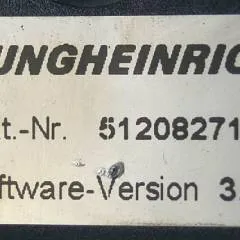 UNGHEINRIC
t.-Nr. 51208271
ftware-Version 3.